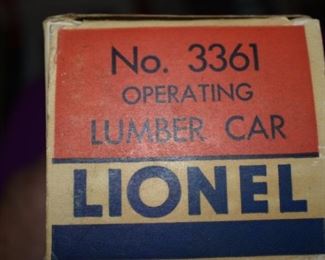 No. 3361
OPERATING
LUMBER CAR
LIONEL